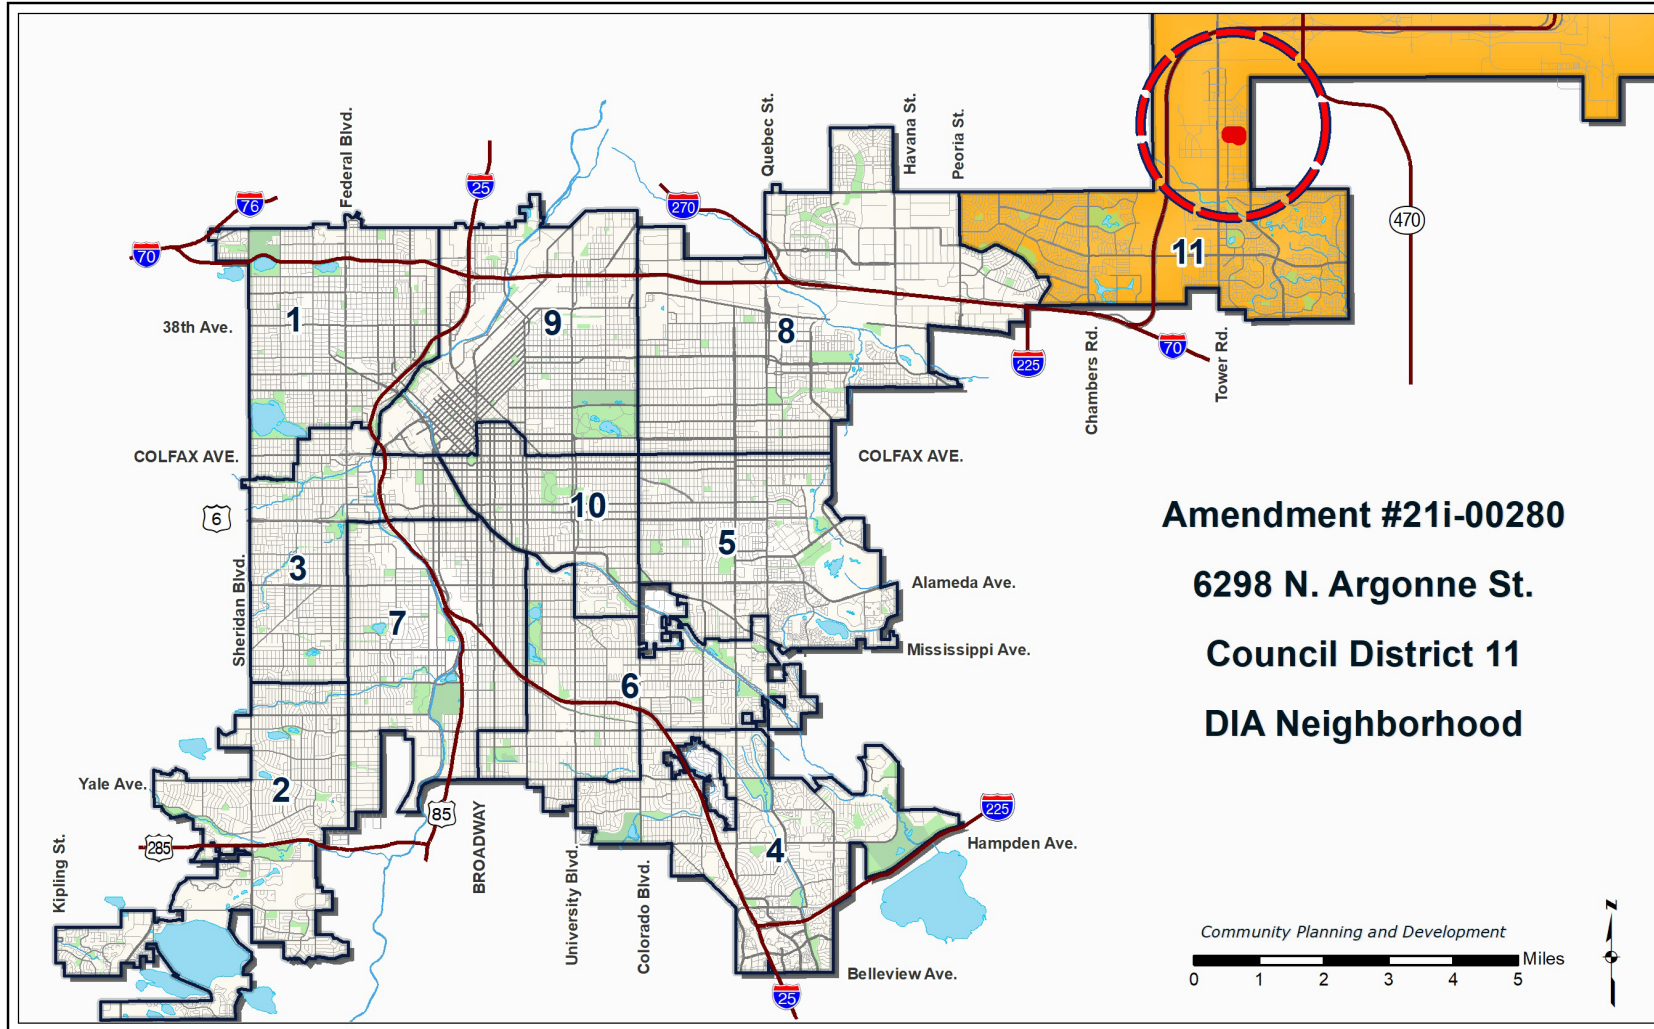 Federal Blvd.
Quebec St.
Havana St.
Peoria St.
76
25
270
70
470
11
1
9
8
38th Ave.
225
70
Chambers Rd.
Tower Rd.
COLFAX AVE.
COLFAX AVE.
6
10
5
3
7
Sheridan Blvd.
Alameda Ave.
Mississippi Ave.
6
Amendment #21i-00280
6298 N. Argonne St.
Council District 11
DIA Neighborhood
Yale Ave.
2
85
285
BROADWAY
225
Hampden Ave.
4
Kipling St.
University Blvd.
Colorado Blvd.
Belleview Ave.
25
Community Planning and Development
Miles
0 1 2 3 4 5
N